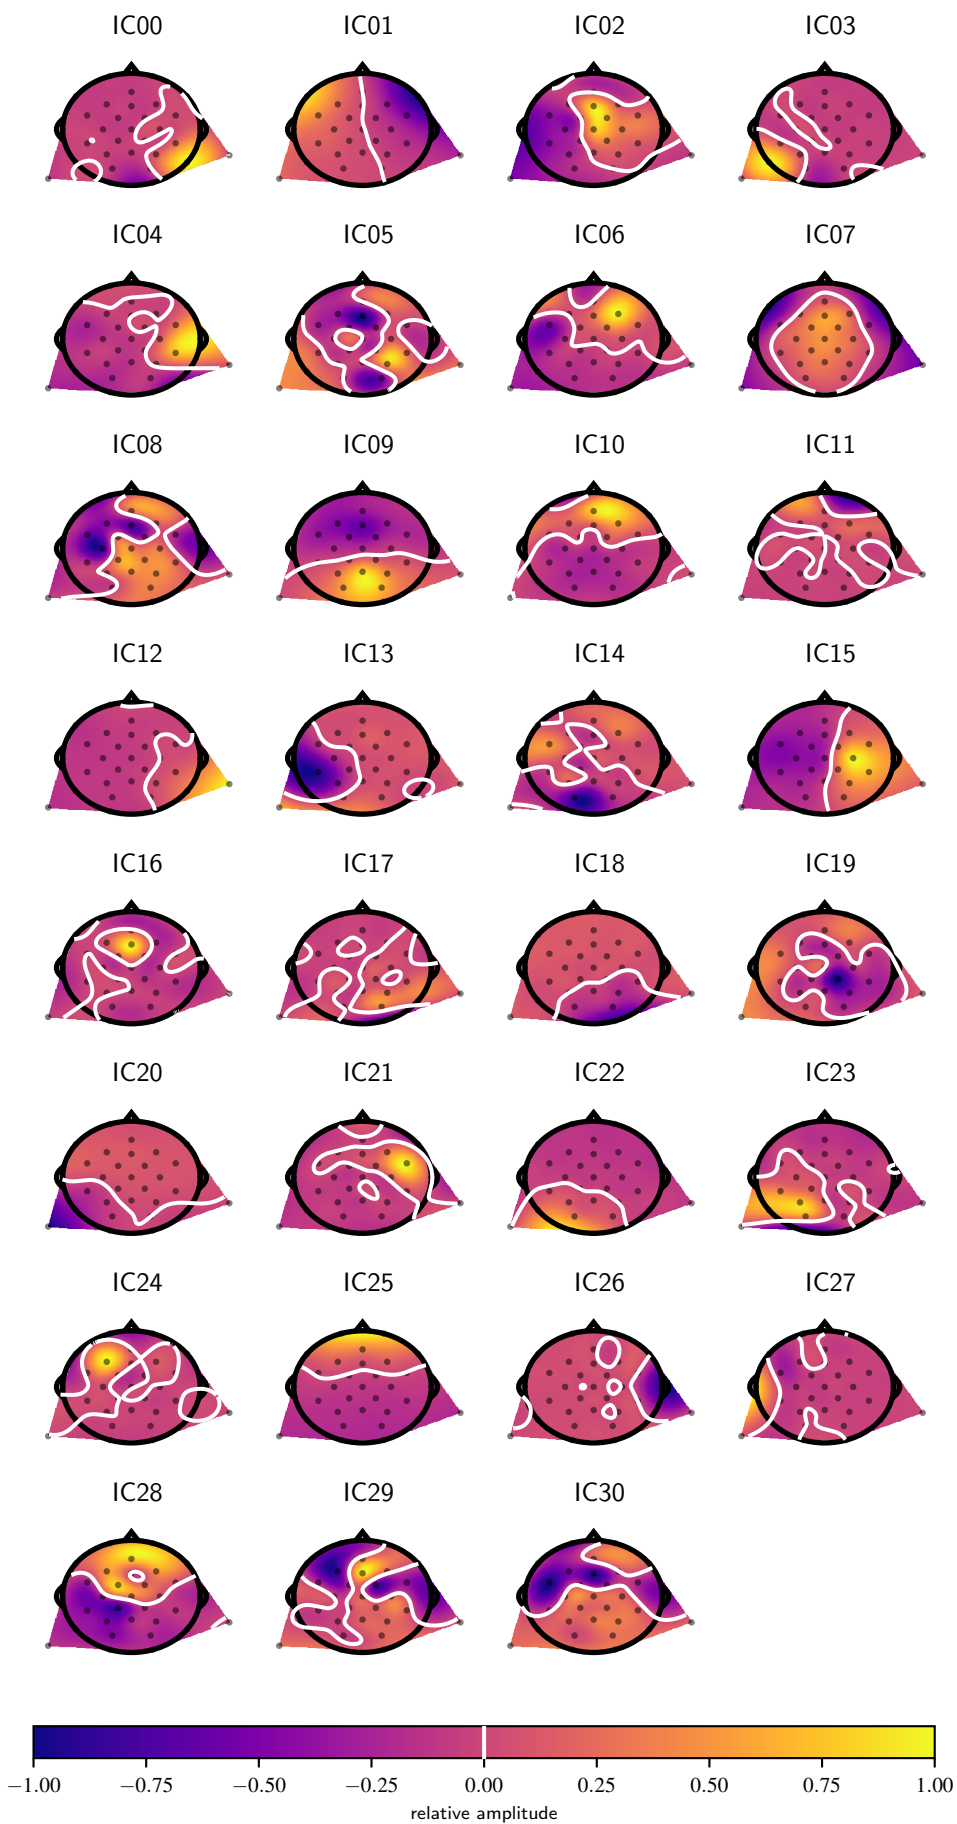 IC00 IC01 IC02 IC03
IC04 IC05 IC06 IC07
IC08 IC09 IC10 IC11
IC12 IC13 IC14 IC15
IC16 IC17 IC18 IC19
IC20 IC21 IC22 IC23
IC24 IC25 IC26 IC27
IC28 IC29 IC30
−1.00 −0.75 −0.50 −0.25 0.00 0.25 0.50 0.75 1.00
relative amplitude